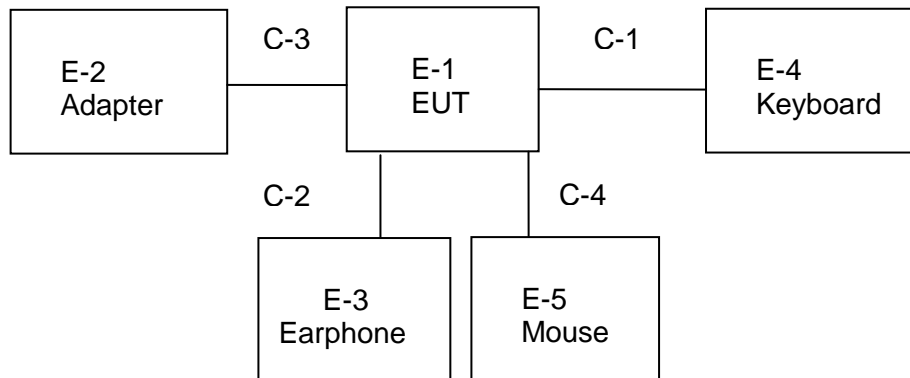 C-3
C-1
E-2
Adapter
E-1
EUT
E-4
Keyboard
C-2
C-4
E-3
Earphone
E-5
Mouse